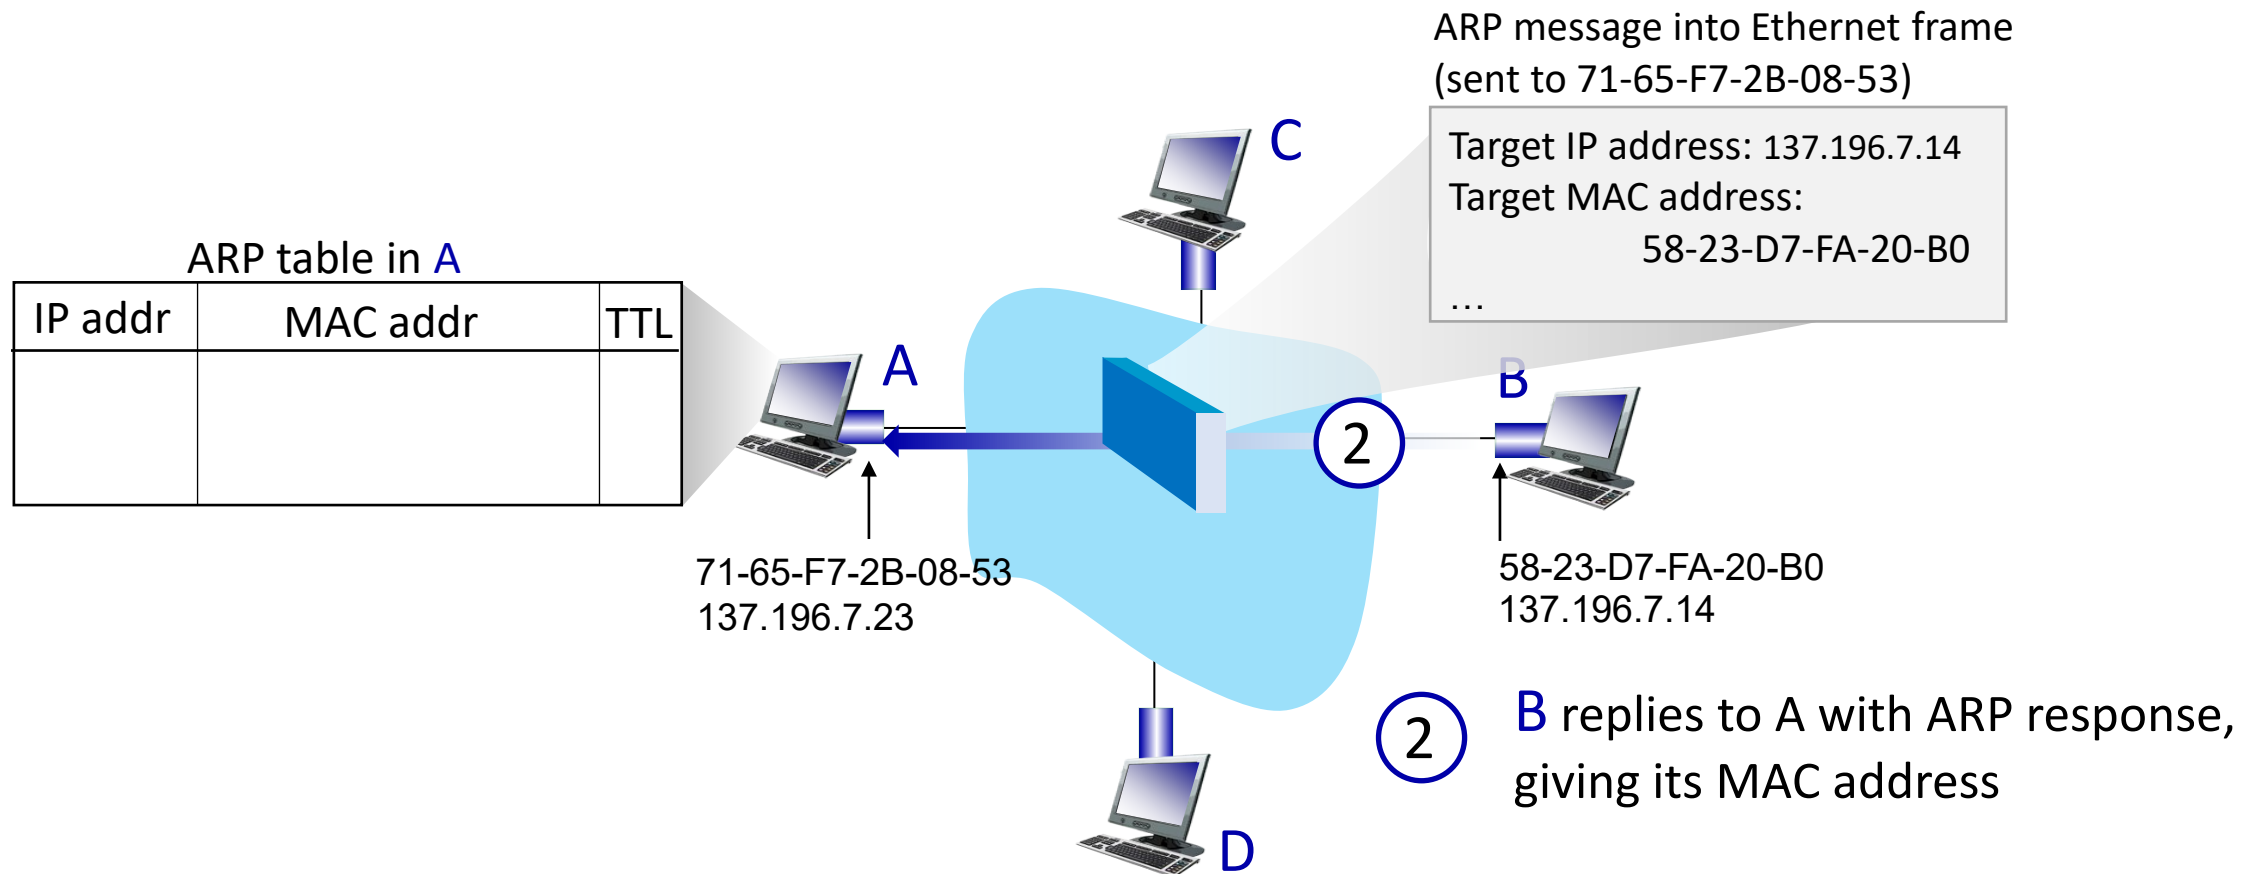 ARP message into Ethernet frame
(sent to 71-65-F7-2B-08-53)
Target IP address: 137.196.7.14
Target MAC address:
58-23-D7-FA-20-B0
...
C
ARP table in A
IP addr MAC addr TTL
A
B
2
71-65-F7-2B-08-53
137.196.7.23
58-23-D7-FA-20-B0
137.196.7.14
2 B replies to A with ARP response,
giving its MAC address
D